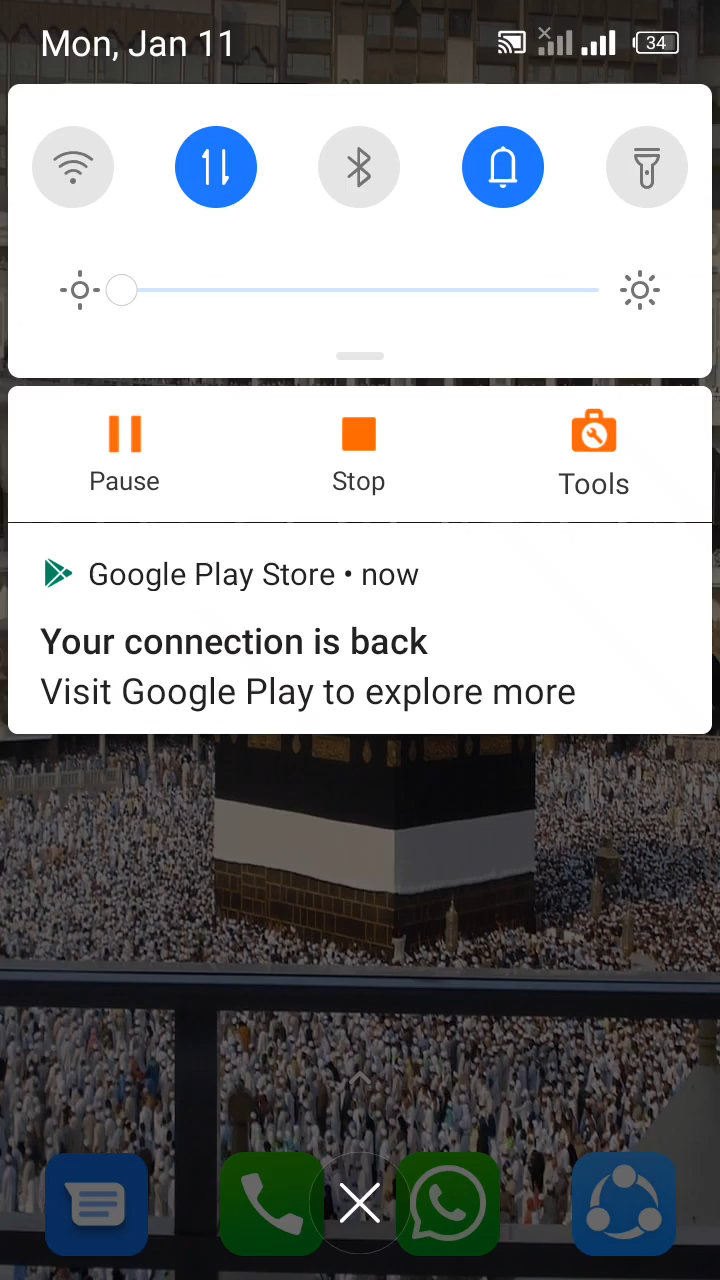 Mon, Jan 11
34
Pause
Stop
Tools
Google Play Store • now
Your connection is back
Visit Google Play to explore more